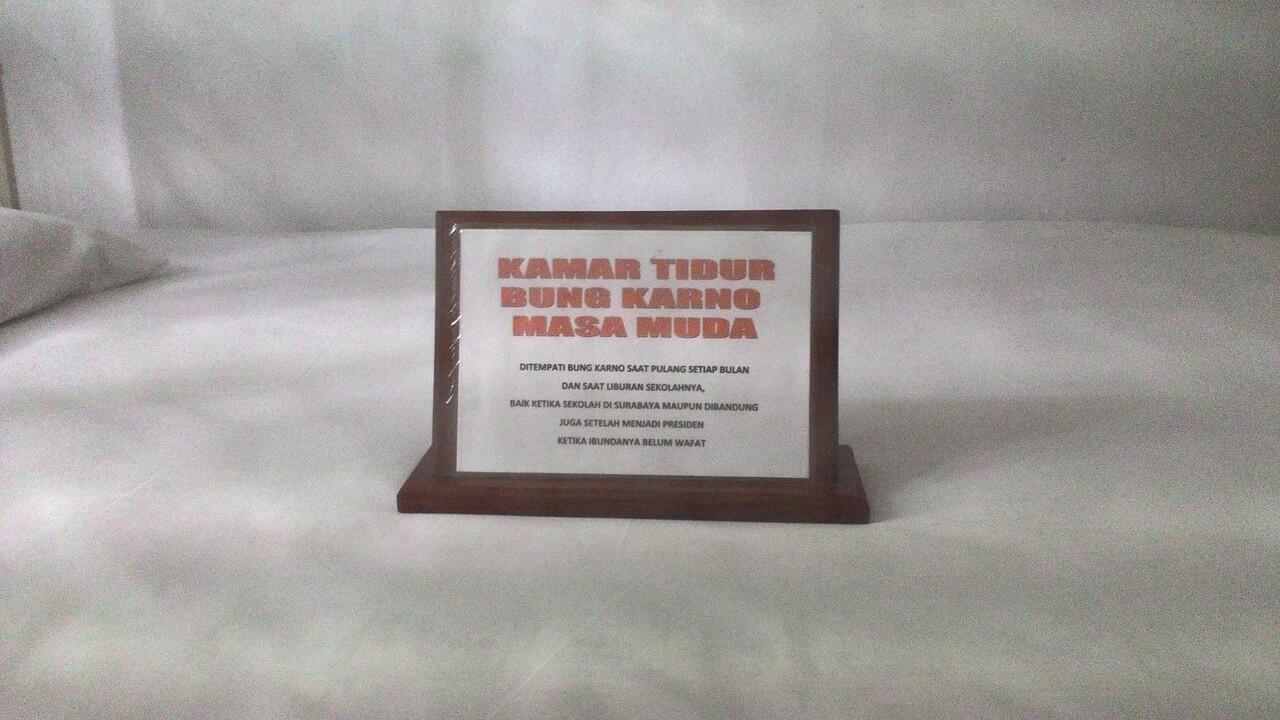 KAMAR TIDUR
BUNG KARNO
MASA MUDA
DITEMPATI BUNG KARNO SAAT PULANG SETIAP BULAN
DAN SAAT LIBURAN SEKOLAHNYA,
BAIK KETIKA SEKOLAH DI SURABAYA MAUPUN DIBANDUNG
JUGA SETELAH MENJADI PRESIDEN
KETIKA IBUNDANYA BELUM WAFAT